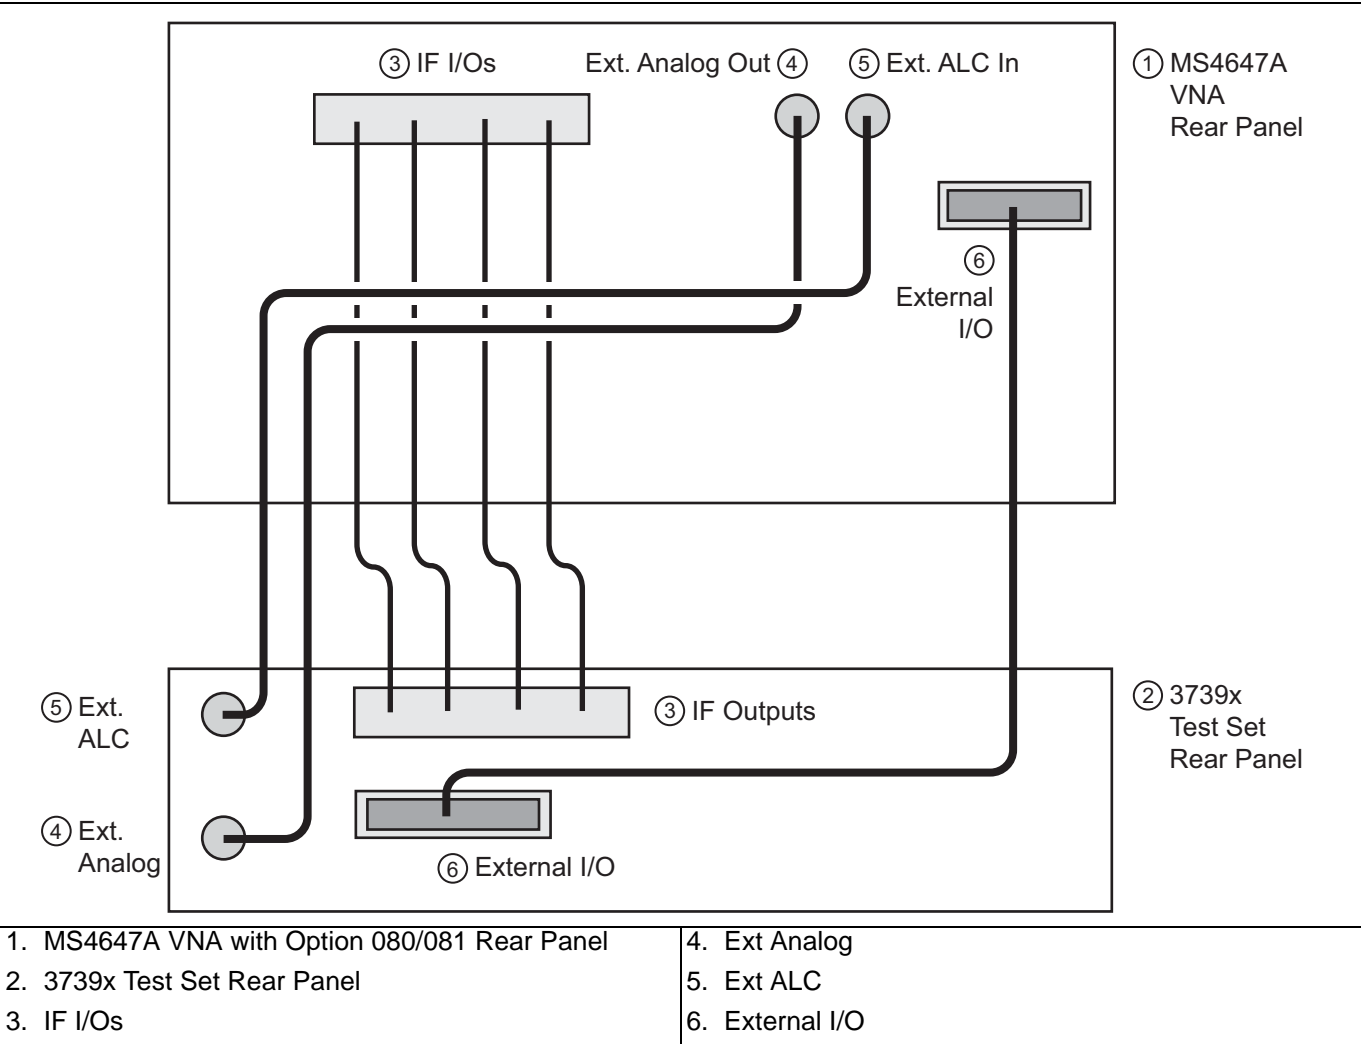 ③ IF I/Os
Ext. Analog Out ④
⑤ Ext. ALC In
① MS4647A
VNA
Rear Panel
⑥
External
I/O
⑤ Ext.
ALC
③ IF Outputs
② 3739x
Test Set
Rear Panel
④ Ext.
Analog
⑥ External I/O
1. MS4647A VNA with Option 080/081 Rear Panel
2. 3739x Test Set Rear Panel
3. IF I/Os
4. Ext Analog
5. Ext ALC
6. External I/O